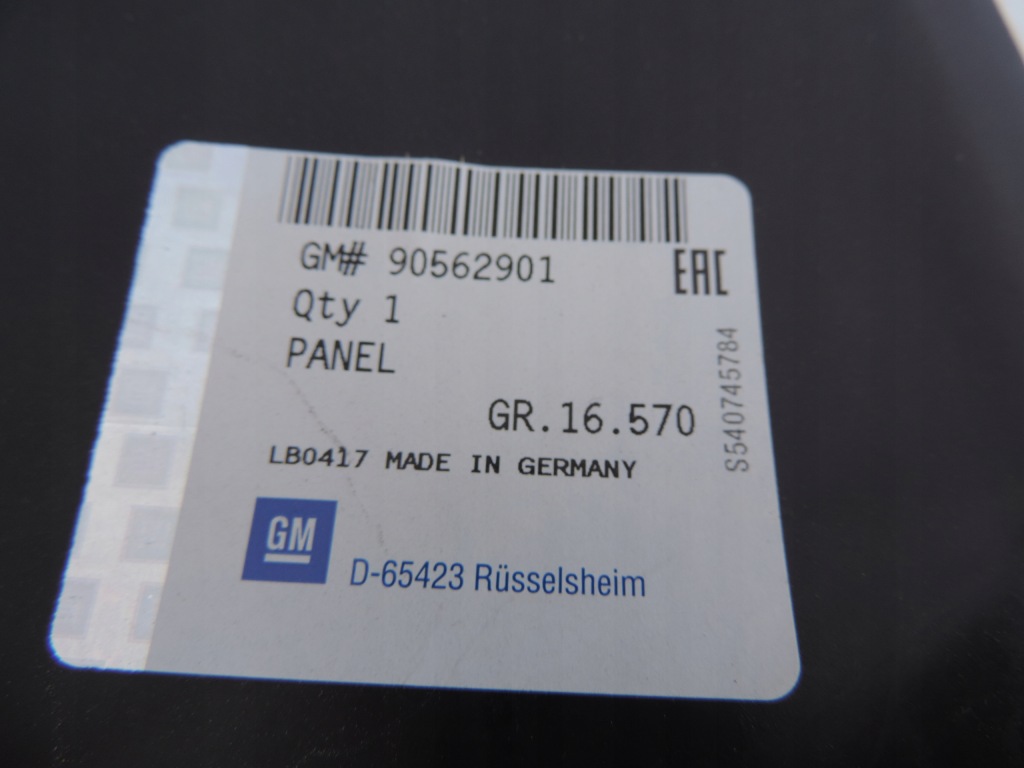 GM# 90562901
EAC
Qty 1
PANEL
GR.16.570
S540745784
LB0417 MADE IN GERMANY
GM
D-65423 Rüsselsheim